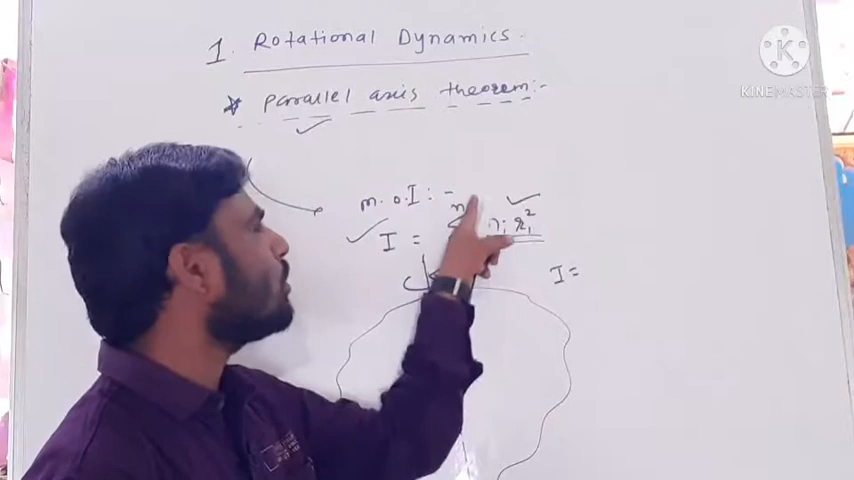 1. Rotational Dynamics.
KINEMASTER
* parallel axis theorem :-
m.o.I : -
I =
I =